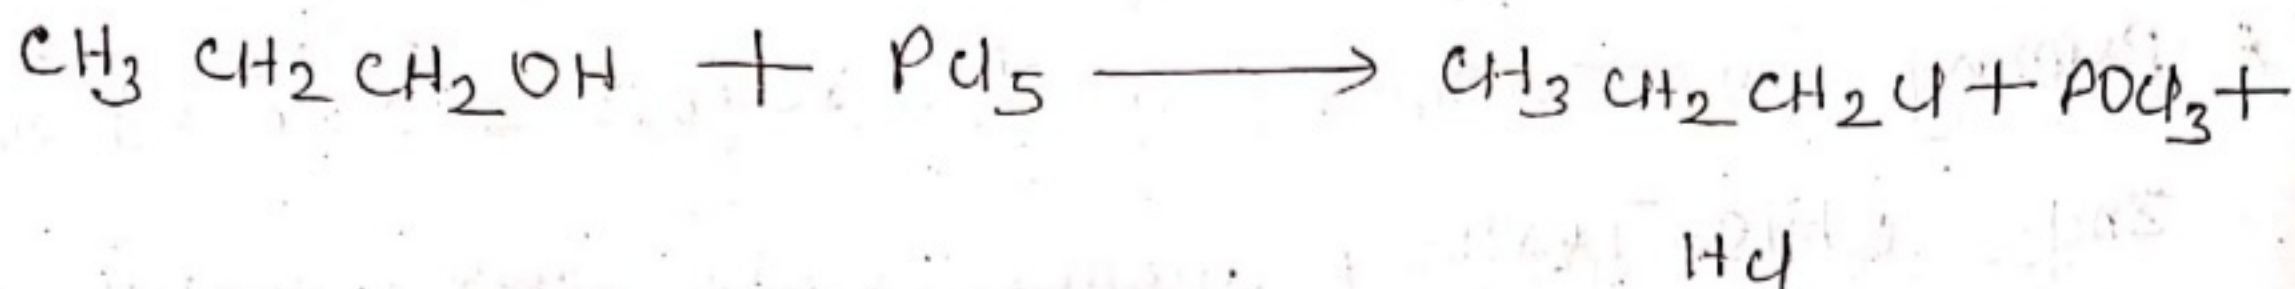 CH₃ CH₂ CH₂ OH + PCl₅ ⟶ CH₃ CH₂ CH₂ Cl + POCl₃ +
HCl